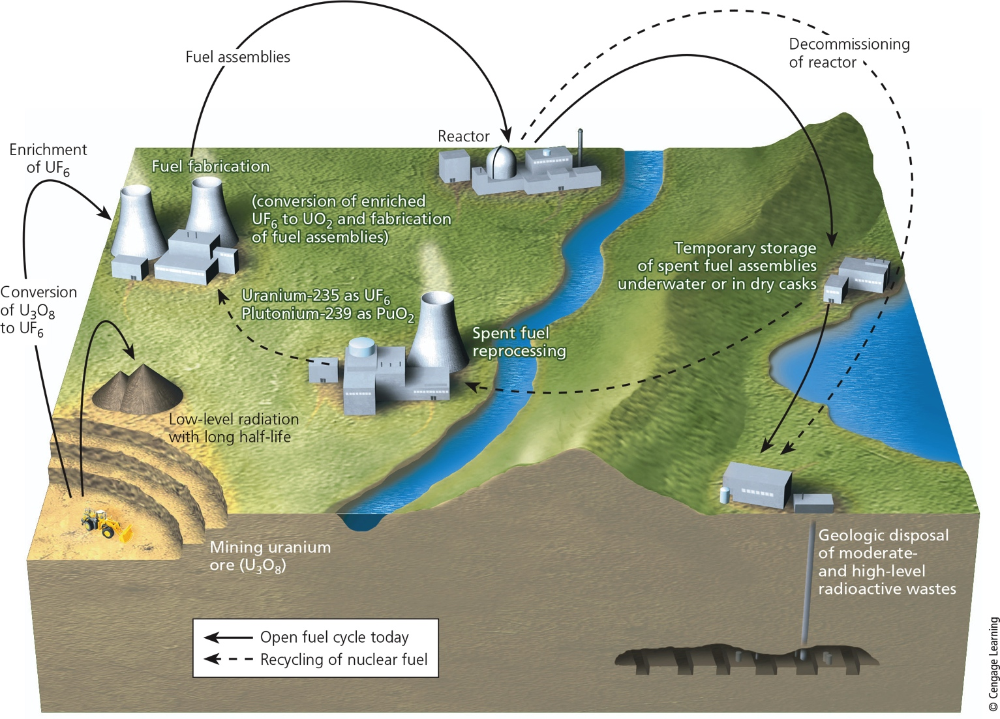 Fuel assemblies
Decommissioning
of reactor
Reactor
Enrichment
of UF₆
Fuel fabrication
(conversion of enriched
UF₆ to UO₂ and fabrication
of fuel assemblies)
Temporary storage
of spent fuel assemblies
underwater or in dry casks
Conversion
of U₃O₈
to UF₆
Uranium-235 as UF₆
Plutonium-239 as PuO₂
Spent fuel
reprocessing
Low-level radiation
with long half-life
Mining uranium
ore (U₃O₈)
Geologic disposal
of moderate-
and high-level
radioactive wastes
Open fuel cycle today
Recycling of nuclear fuel
© Cengage Learning